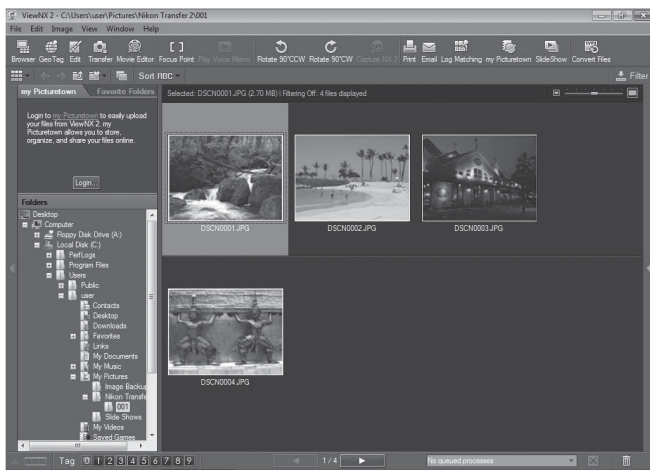 ViewNX 2 - C:\Users\user\Pictures\Nikon Transfer 2\001
File Edit Image View Window Help
Browser GeoTag Edit Transfer Movie Editor Focus Point Play Voice Memo Rotate 90°CCW Rotate 90°CW Capture NX 2 Print Email Log Matching my Picturetown SlideShow Convert Files
Sort ABC Filter
my Picturetown Favorite Folders
Selected: DSCN0001.JPG (2.70 MB) | Filtering Off: 4 files displayed
Login to my Picturetown to easily upload
your files from ViewNX 2. my
Picturetown allows you to store,
organize, and share your files online.
Login...
DSCN0001.JPG DSCN0002.JPG DSCN0003.JPG
Folders
Desktop
Computer
Floppy Disk Drive (A:)
Local Disk (C:)
PerfLogs
Program Files
Users
Public
user
Contacts
Desktop
Downloads
Favorites
Links
My Documents
My Music
My Pictures
Image Backup
Nikon Transfe
001
Slide Shows
My Videos
Saved Games
DSCN0004.JPG
Tag 0 1 2 3 4 5 6 7 8 9
1/4
No queued processes